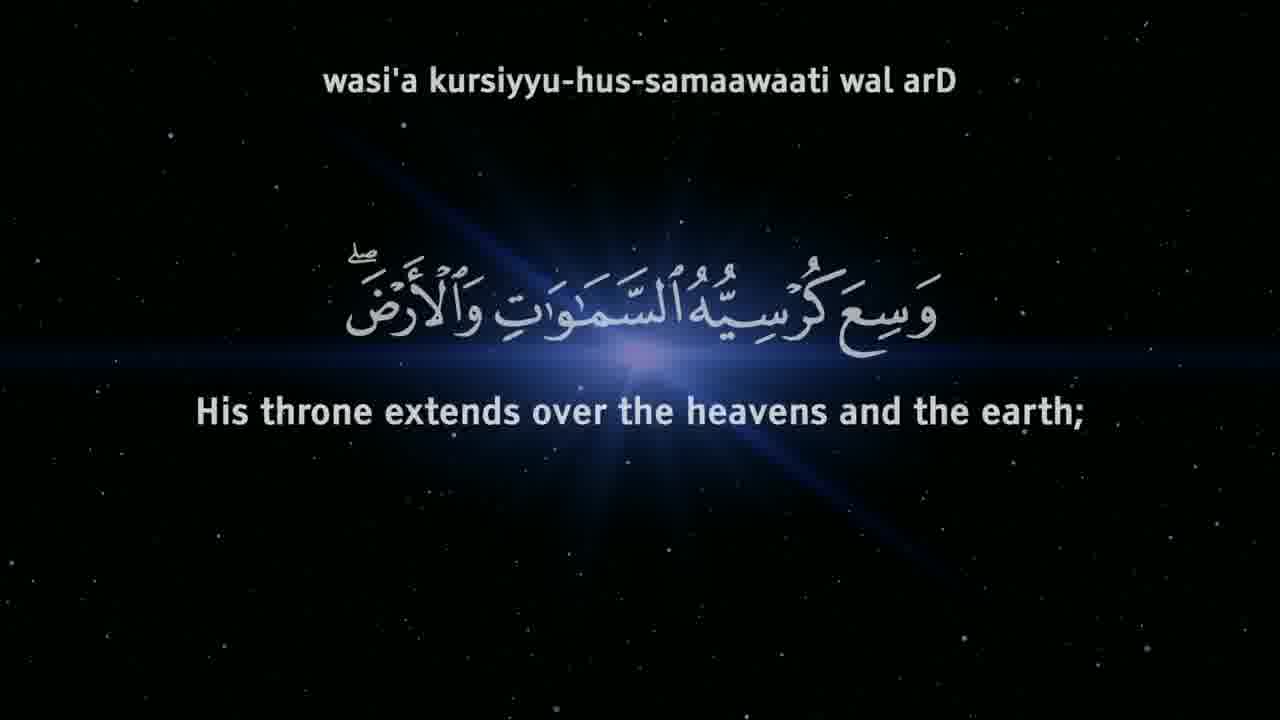 wasi'a kursiyyu-hus-samaawaati wal arD
وَسِعَ كُرْسِيُّهُ ٱلسَّمَـٰوَٰتِ وَٱلْأَرْضَ ۖ
His throne extends over the heavens and the earth;